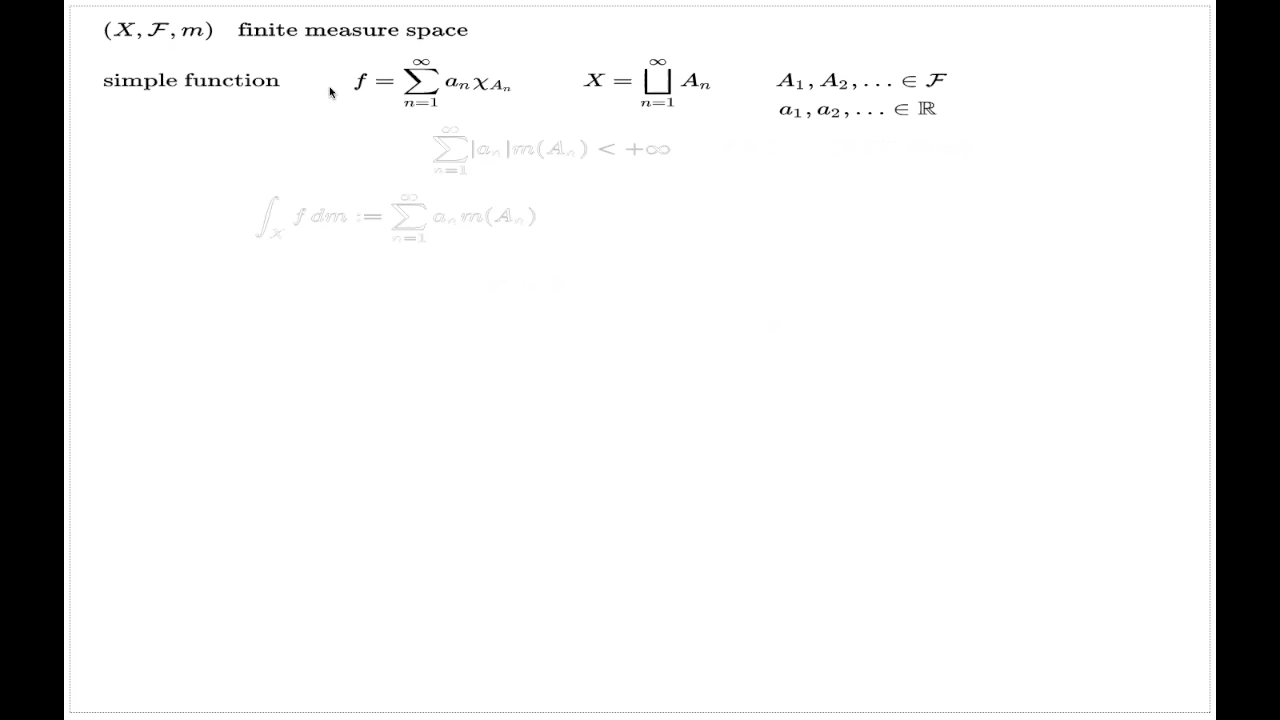 (X, ℱ, m) finite measure space
simple function f = ∑_{n=1}^{∞} a_n χ_{A_n} X = ⨆_{n=1}^{∞} A_n A_1, A_2, … ∈ ℱ
a_1, a_2, … ∈ ℝ
∑_{n=1}^{∞} |a_n| m(A_n) < +∞
∫_X f dm := ∑_{n=1}^{∞} a_n m(A_n)